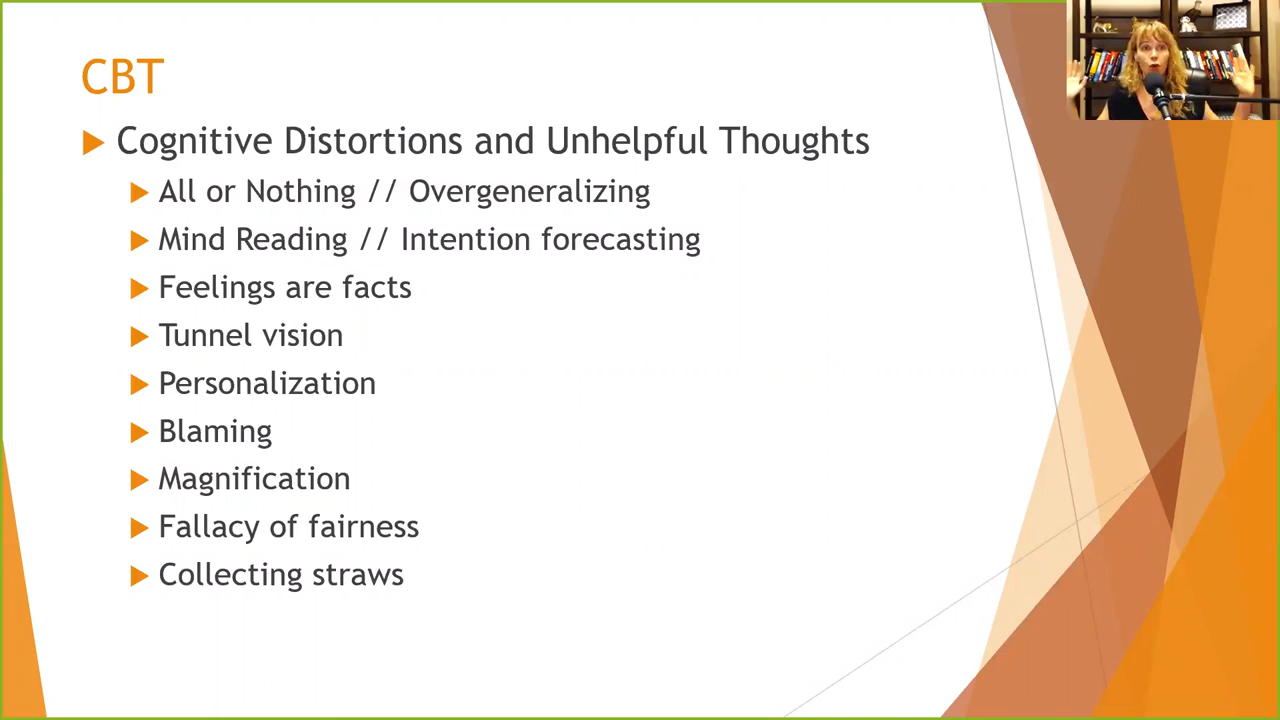 CBT
Cognitive Distortions and Unhelpful Thoughts
All or Nothing // Overgeneralizing
Mind Reading // Intention forecasting
Feelings are facts
Tunnel vision
Personalization
Blaming
Magnification
Fallacy of fairness
Collecting straws